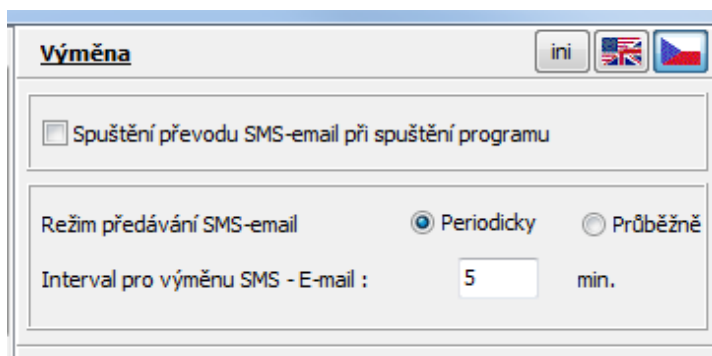 Výměna ini
Spuštění převodu SMS-email při spuštění programu
Režim předávání SMS-email Periodicky Průběžně
Interval pro výměnu SMS - E-mail : 5 min.